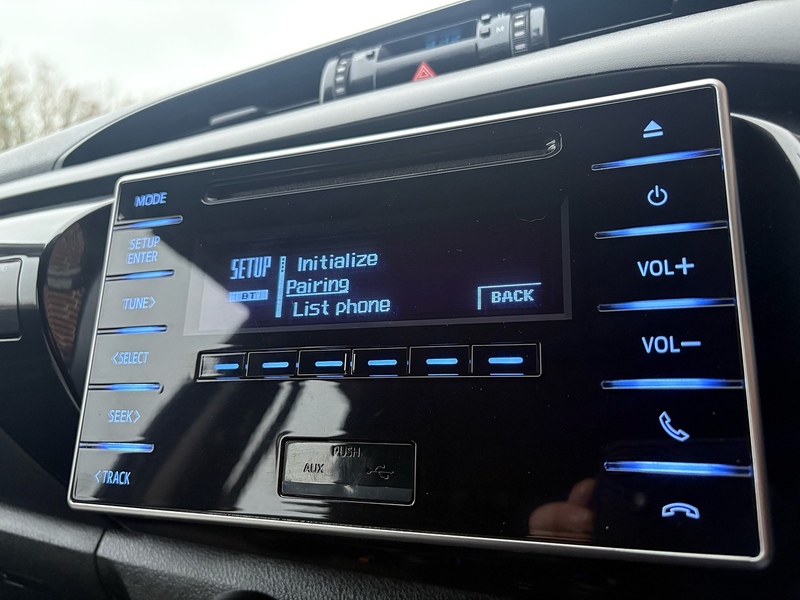 MODE
SETUP
ENTER
TUNE>
<SELECT
SEEK>
<TRACK
SETUP
BT
Initialize
Pairing
List phone
BACK
PUSH
AUX
VOL+
VOL−